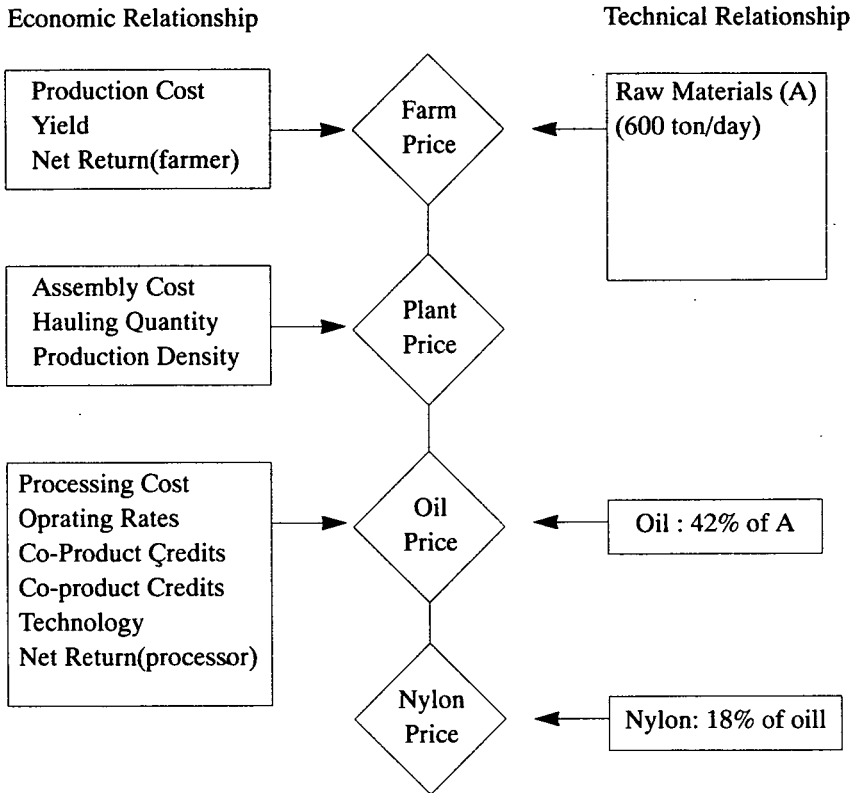 Economic Relationship
Technical Relationship
Production Cost
Yield
Net Return(farmer)
Farm
Price
Raw Materials (A)
(600 ton/day)
Assembly Cost
Hauling Quantity
Production Density
Plant
Price
Processing Cost
Oprating Rates
Co-Product Çredits
Co-product Credits
Technology
Net Return(processor)
Oil
Price
Oil : 42% of A
Nylon
Price
Nylon: 18% of oill